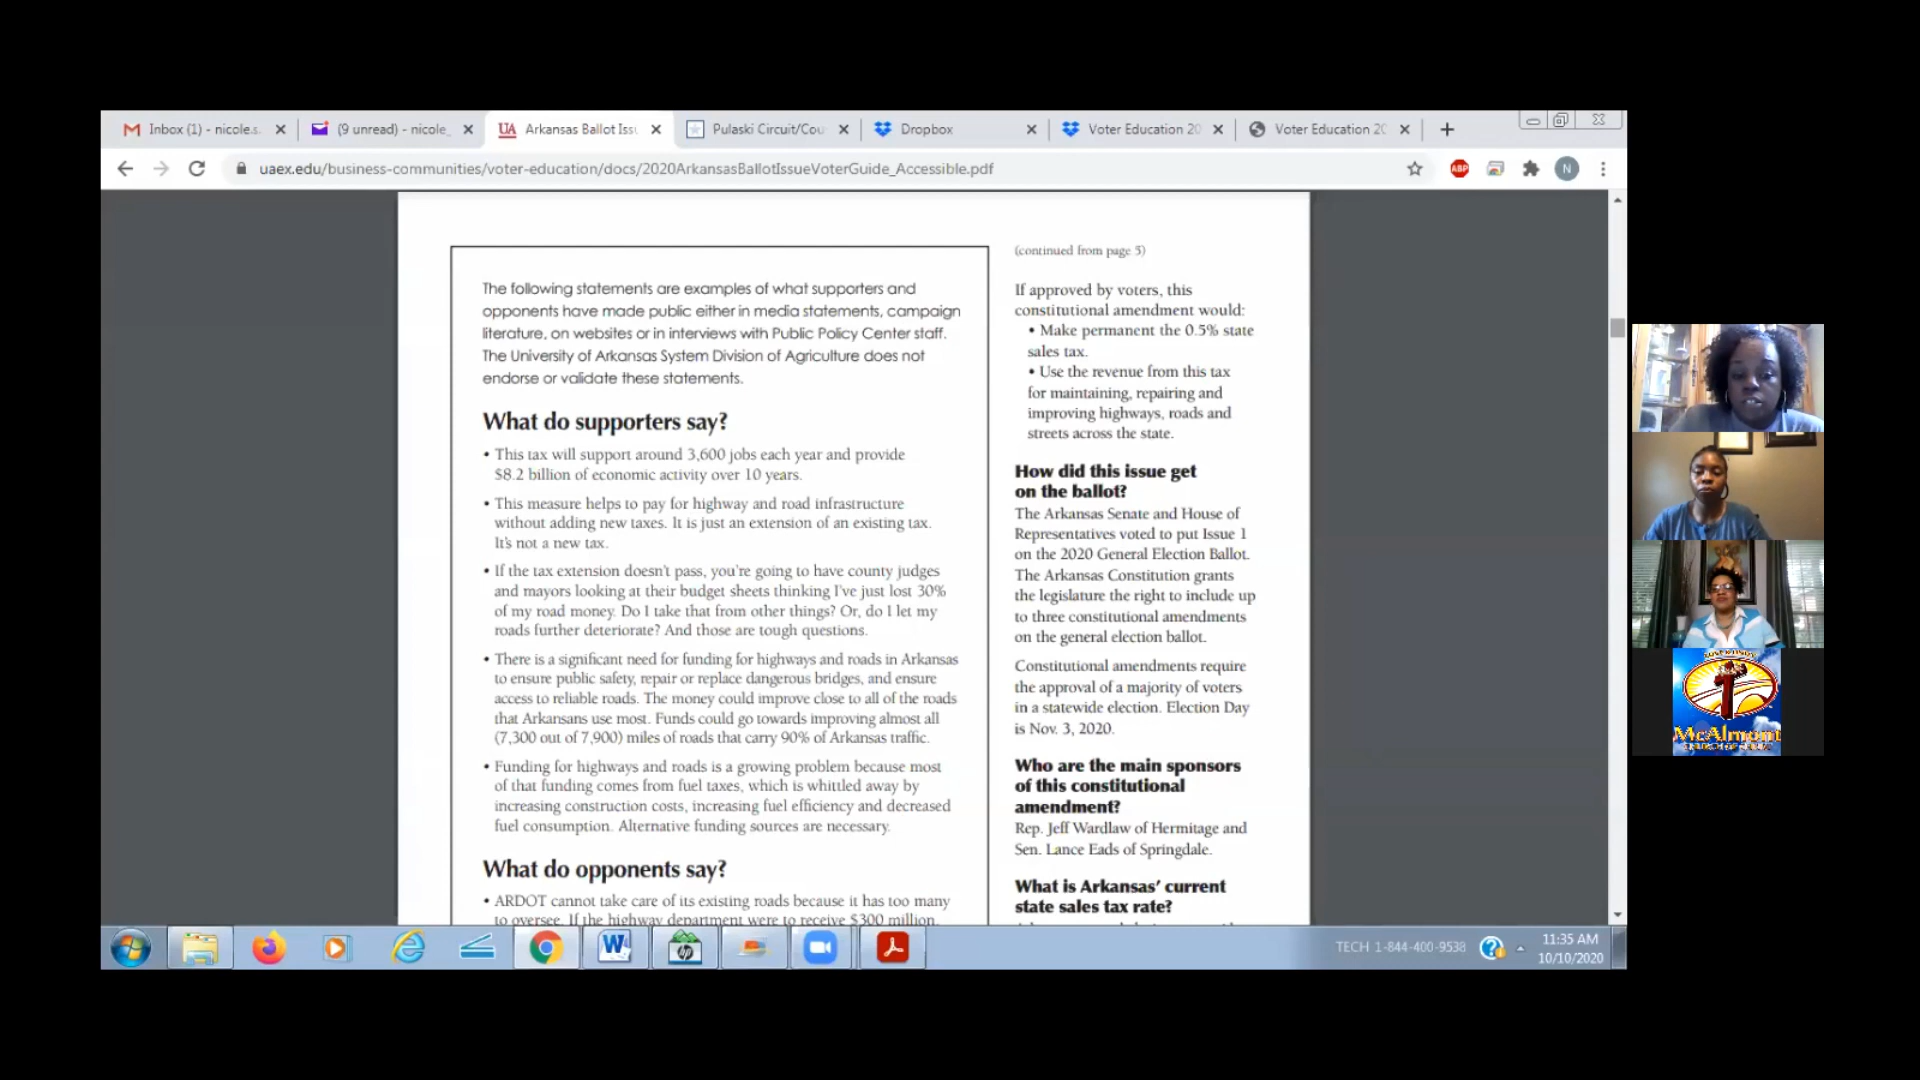 Inbox (1) - nicole.s.
(9 unread) - nicole_
UA Arkansas Ballot Issu
Pulaski Circuit/Cou
Dropbox
Voter Education 20
Voter Education 20
uaex.edu/business-communities/voter-education/docs/2020ArkansasBallotIssueVoterGuide_Accessible.pdf
ABP
N
The following statements are examples of what supporters and
opponents have made public either in media statements, campaign
literature, on websites or in interviews with Public Policy Center staff.
The University of Arkansas System Division of Agriculture does not
endorse or validate these statements.
What do supporters say?
• This tax will support around 3,600 jobs each year and provide
$8.2 billion of economic activity over 10 years.
• This measure helps to pay for highway and road infrastructure
without adding new taxes. It is just an extension of an existing tax.
It's not a new tax.
• If the tax extension doesn't pass, you're going to have county judges
and mayors looking at their budget sheets thinking I've just lost 30%
of my road money. Do I take that from other things? Or, do I let my
roads further deteriorate? And those are tough questions.
• There is a significant need for funding for highways and roads in Arkansas
to ensure public safety, repair or replace dangerous bridges, and ensure
access to reliable roads. The money could improve close to all of the roads
that Arkansans use most. Funds could go towards improving almost all
(7,300 out of 7,900) miles of roads that carry 90% of Arkansas traffic.
• Funding for highways and roads is a growing problem because most
of that funding comes from fuel taxes, which is whittled away by
increasing construction costs, increasing fuel efficiency and decreased
fuel consumption. Alternative funding sources are necessary.
What do opponents say?
• ARDOT cannot take care of its existing roads because it has too many
to oversee. If the highway department were to receive $300 million
(continued from page 5)
If approved by voters, this
constitutional amendment would:
• Make permanent the 0.5% state
sales tax.
• Use the revenue from this tax
for maintaining, repairing and
improving highways, roads and
streets across the state.
How did this issue get
on the ballot?
The Arkansas Senate and House of
Representatives voted to put Issue 1
on the 2020 General Election Ballot.
The Arkansas Constitution grants
the legislature the right to include up
to three constitutional amendments
on the general election ballot.
Constitutional amendments require
the approval of a majority of voters
in a statewide election. Election Day
is Nov. 3, 2020.
Who are the main sponsors
of this constitutional
amendment?
Rep. Jeff Wardlaw of Hermitage and
Sen. Lance Eads of Springdale.
What is Arkansas' current
state sales tax rate?
McAlmont
TECH 1-844-400-9538
11:35 AM
10/10/2020